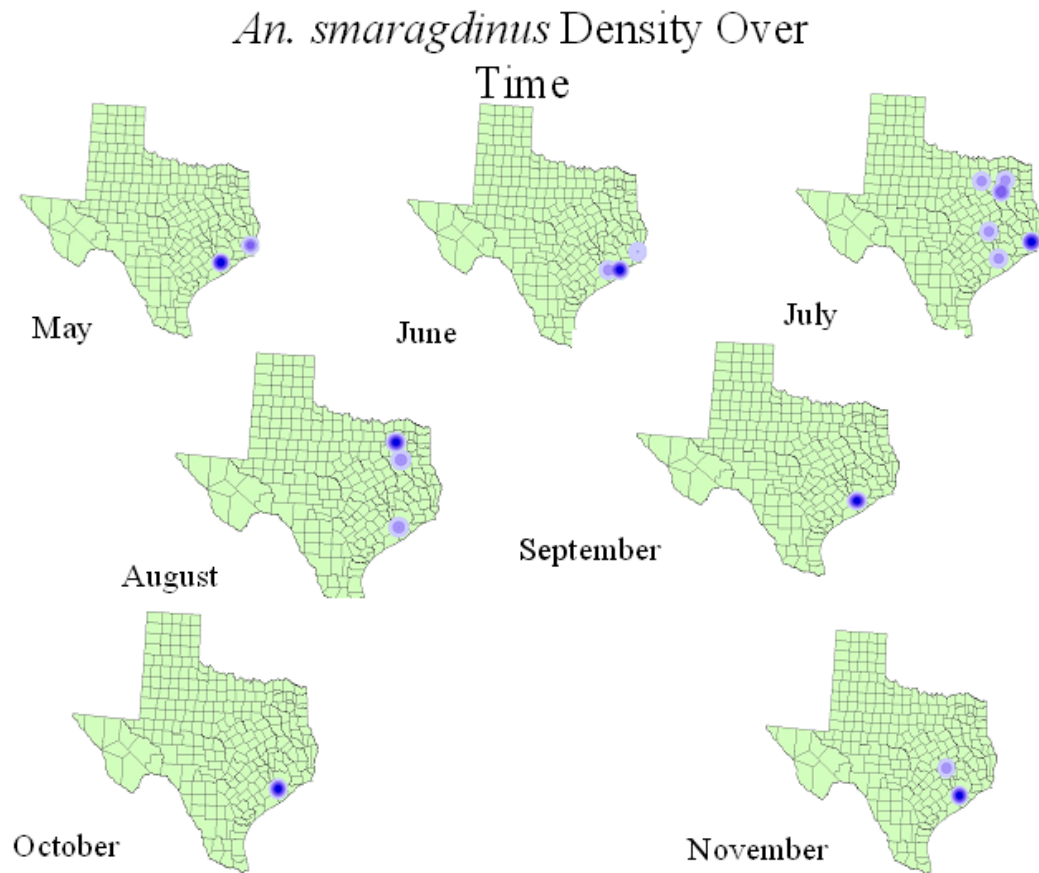 An. smaragdinus Density Over
Time
May
June
July
August
September
October
November